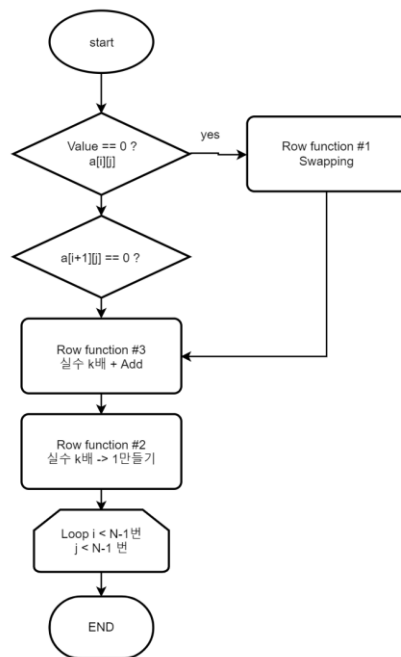 start
Value == 0 ?
a[i][j]
yes
Row function #1
Swapping
a[i+1][j] == 0 ?
Row function #3
실수 k배 + Add
Row function #2
실수 k배 -> 1만들기
Loop i < N-1번
j < N-1 번
END